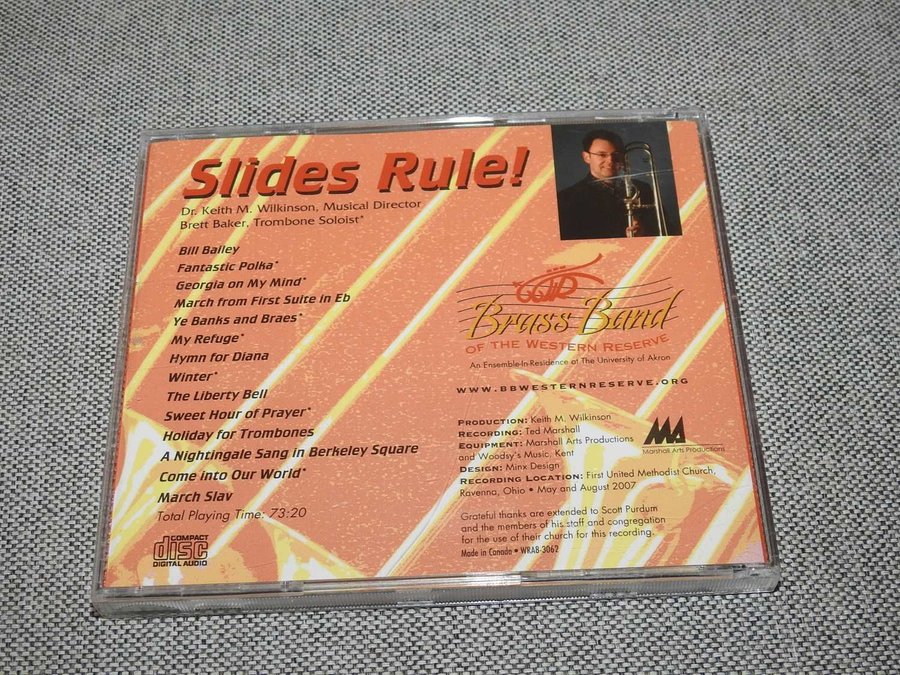 Slides Rule!
Dr. Keith M. Wilkinson, Musical Director
Brett Baker, Trombone Soloist*
Bill Bailey
Fantastic Polka*
Georgia on My Mind*
March from First Suite in Eb
Ye Banks and Braes*
My Refuge*
Hymn for Diana
Winter*
The Liberty Bell
Sweet Hour of Prayer*
Holiday for Trombones
A Nightingale Sang in Berkeley Square
Come into Our World*
March Slav
Total Playing Time: 73:20
COMPACT
disc
DIGITAL AUDIO
Brass Band
OF THE WESTERN RESERVE
An Ensemble-In-Residence at The University of Akron
WWW.BBWESTERNRESERVE.ORG
PRODUCTION: Keith M. Wilkinson
RECORDING: Ted Marshall
EQUIPMENT: Marshall Arts Productions
and Woodsy's Music, Kent
DESIGN: Minx Design
RECORDING LOCATION: First United Methodist Church,
Ravenna, Ohio • May and August 2007
MA
Marshall Arts Productions
Grateful thanks are extended to Scott Purdum
and the members of his staff and congregation
for the use of their church for this recording.
Made in Canada • WRAB-3062